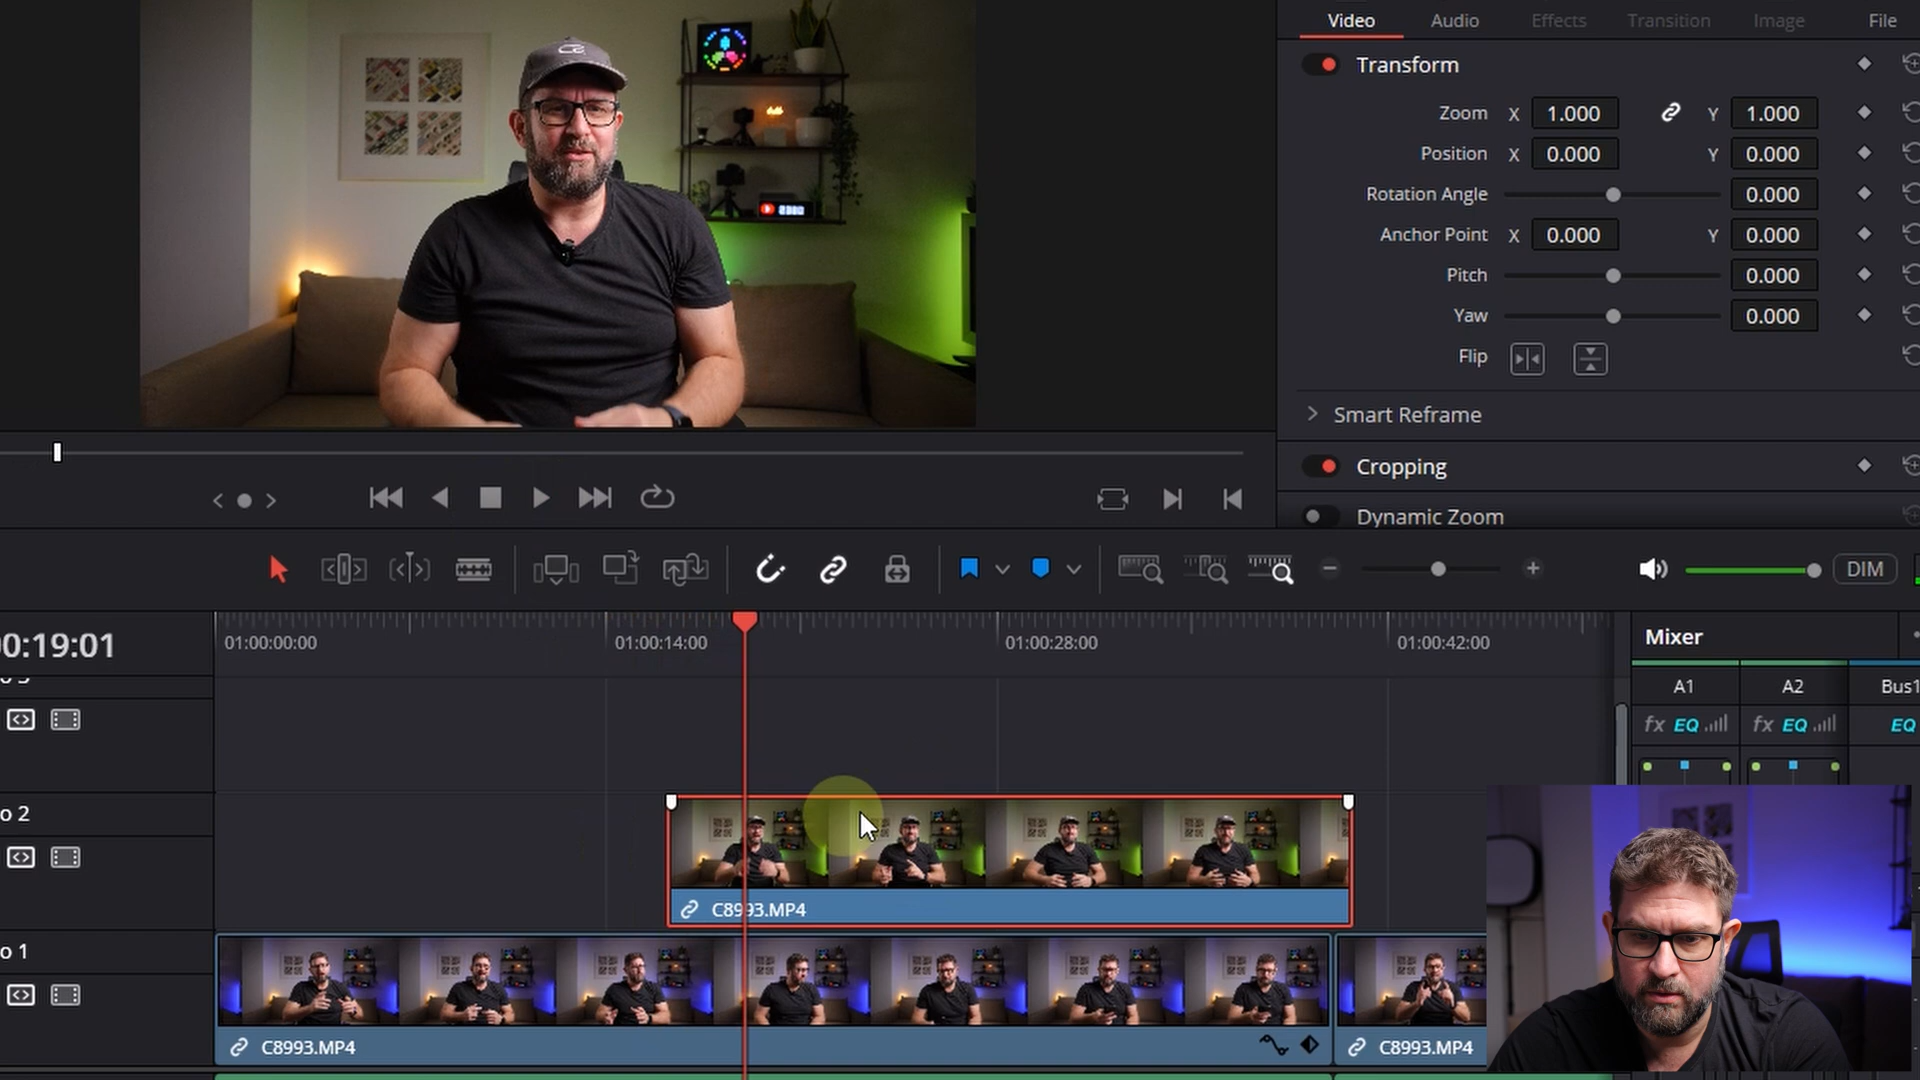 Video Audio Effects Transition Image File
Transform
Zoom X 1.000 Y 1.000
Position X 0.000 Y 0.000
Rotation Angle 0.000
Anchor Point X 0.000 Y 0.000
Pitch 0.000
Yaw 0.000
Flip
Smart Reframe
Cropping
Dynamic Zoom
DIM
0:19:01
01:00:00:00 01:00:14:00 01:00:28:00 01:00:42:00
Mixer
A1 A2 Bus1
fx EQ fx EQ EQ
o 2
C8993.MP4
o 1
C8993.MP4 C8993.MP4